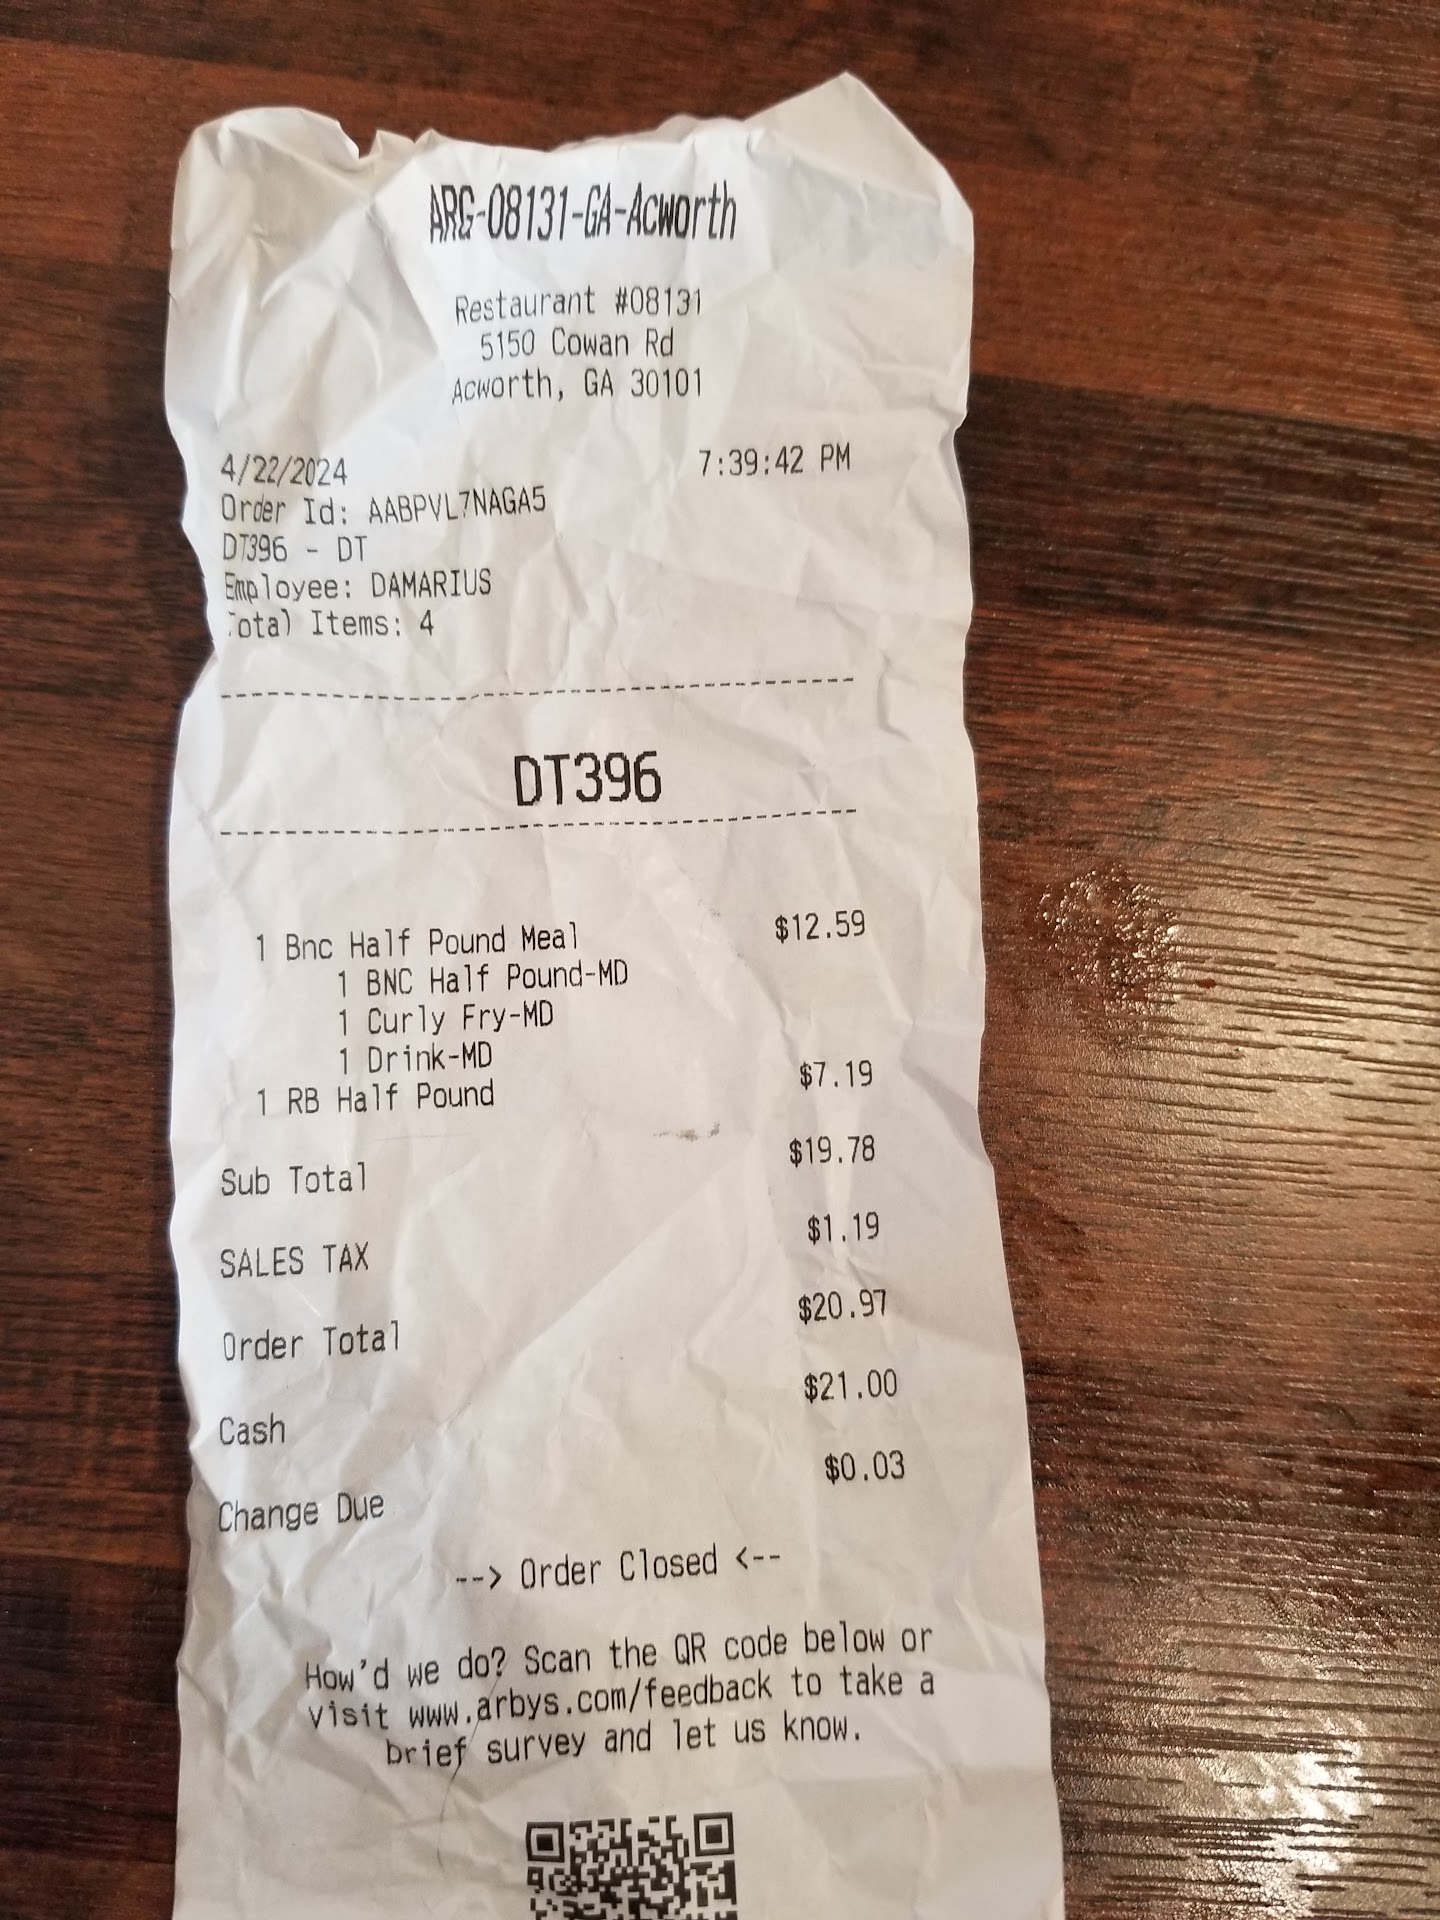 ARG-08131-GA-Acworth
Restaurant #08131
5150 Cowan Rd
Acworth, GA 30101
4/22/2024 7:39:42 PM
Order Id: AABPVL7NAGA5
DT396 - DT
Employee: DAMARIUS
Total Items: 4
DT396
1 Bnc Half Pound Meal $12.59
1 BNC Half Pound-MD
1 Curly Fry-MD
1 Drink-MD
1 RB Half Pound $7.19
Sub Total $19.78
SALES TAX $1.19
Order Total $20.97
Cash $21.00
Change Due $0.03
--> Order Closed <--
How'd we do? Scan the QR code below or
visit www.arbys.com/feedback to take a
brief survey and let us know.